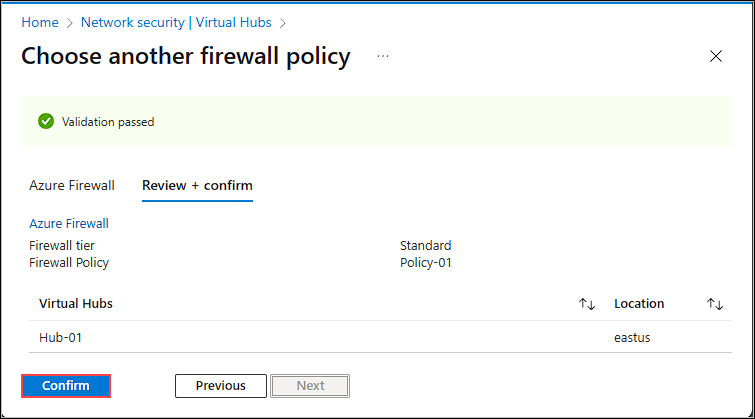 Home > Network security | Virtual Hubs >
Choose another firewall policy ...
Validation passed
Azure Firewall Review + confirm
Azure Firewall
Firewall tier Standard
Firewall Policy Policy-01
Virtual Hubs Location
Hub-01 eastus
Confirm Previous Next